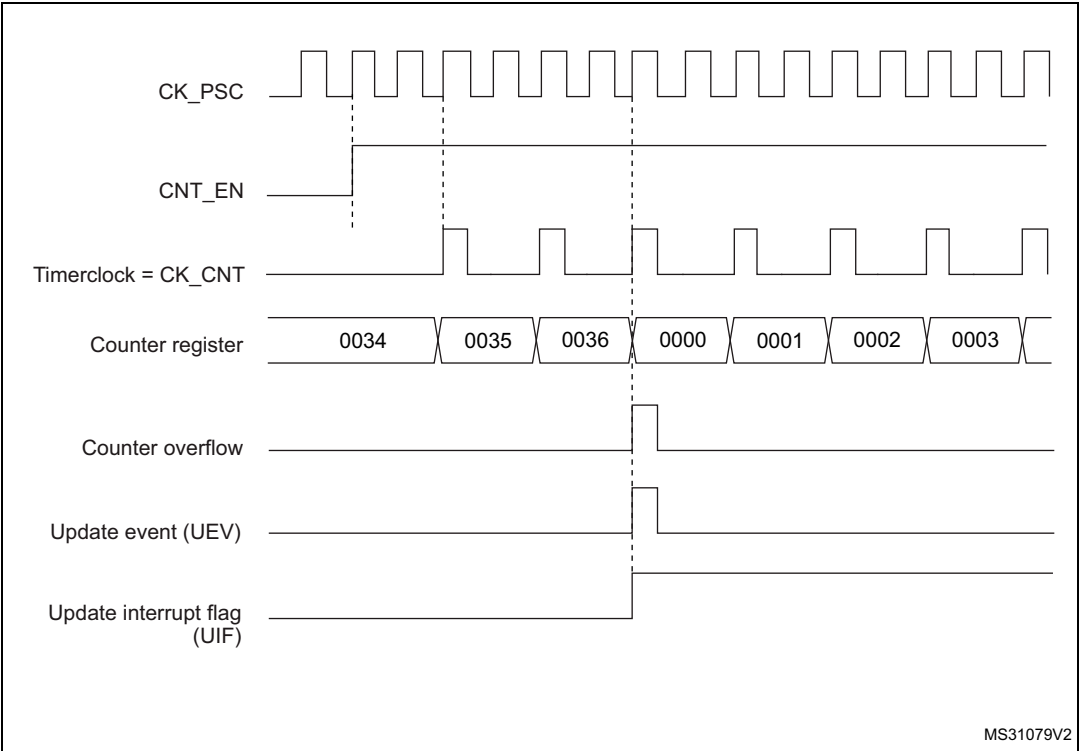 CK_PSC
CNT_EN
Timerclock = CK_CNT
Counter register 0034 0035 0036 0000 0001 0002 0003
Counter overflow
Update event (UEV)
Update interrupt flag
(UIF)
MS31079V2